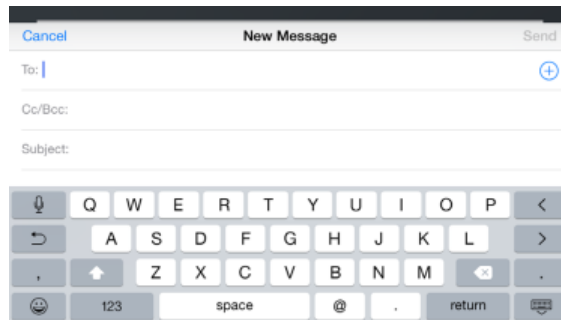 Cancel New Message Send
To:
Cc/Bcc:
Subject:
Q W E R T Y U I O P <
A S D F G H J K L >
, Z X C V B N M .
123 space @ . return